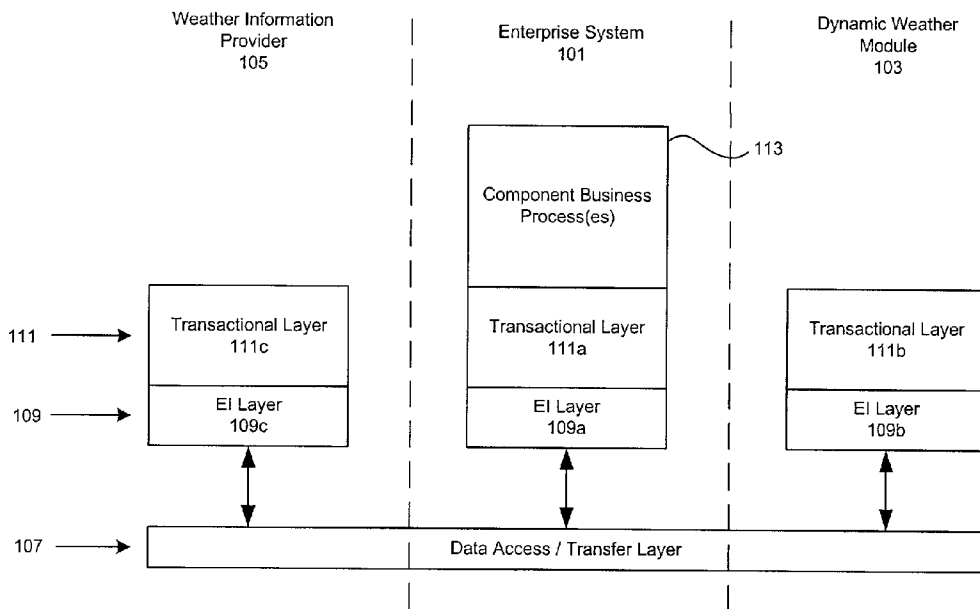 Weather Information
Provider
105
Enterprise System
101
Dynamic Weather
Module
103
113
Component Business
Process(es)
111
Transactional Layer
111c
Transactional Layer
111a
Transactional Layer
111b
109
EI Layer
109c
EI Layer
109a
EI Layer
109b
107
Data Access / Transfer Layer